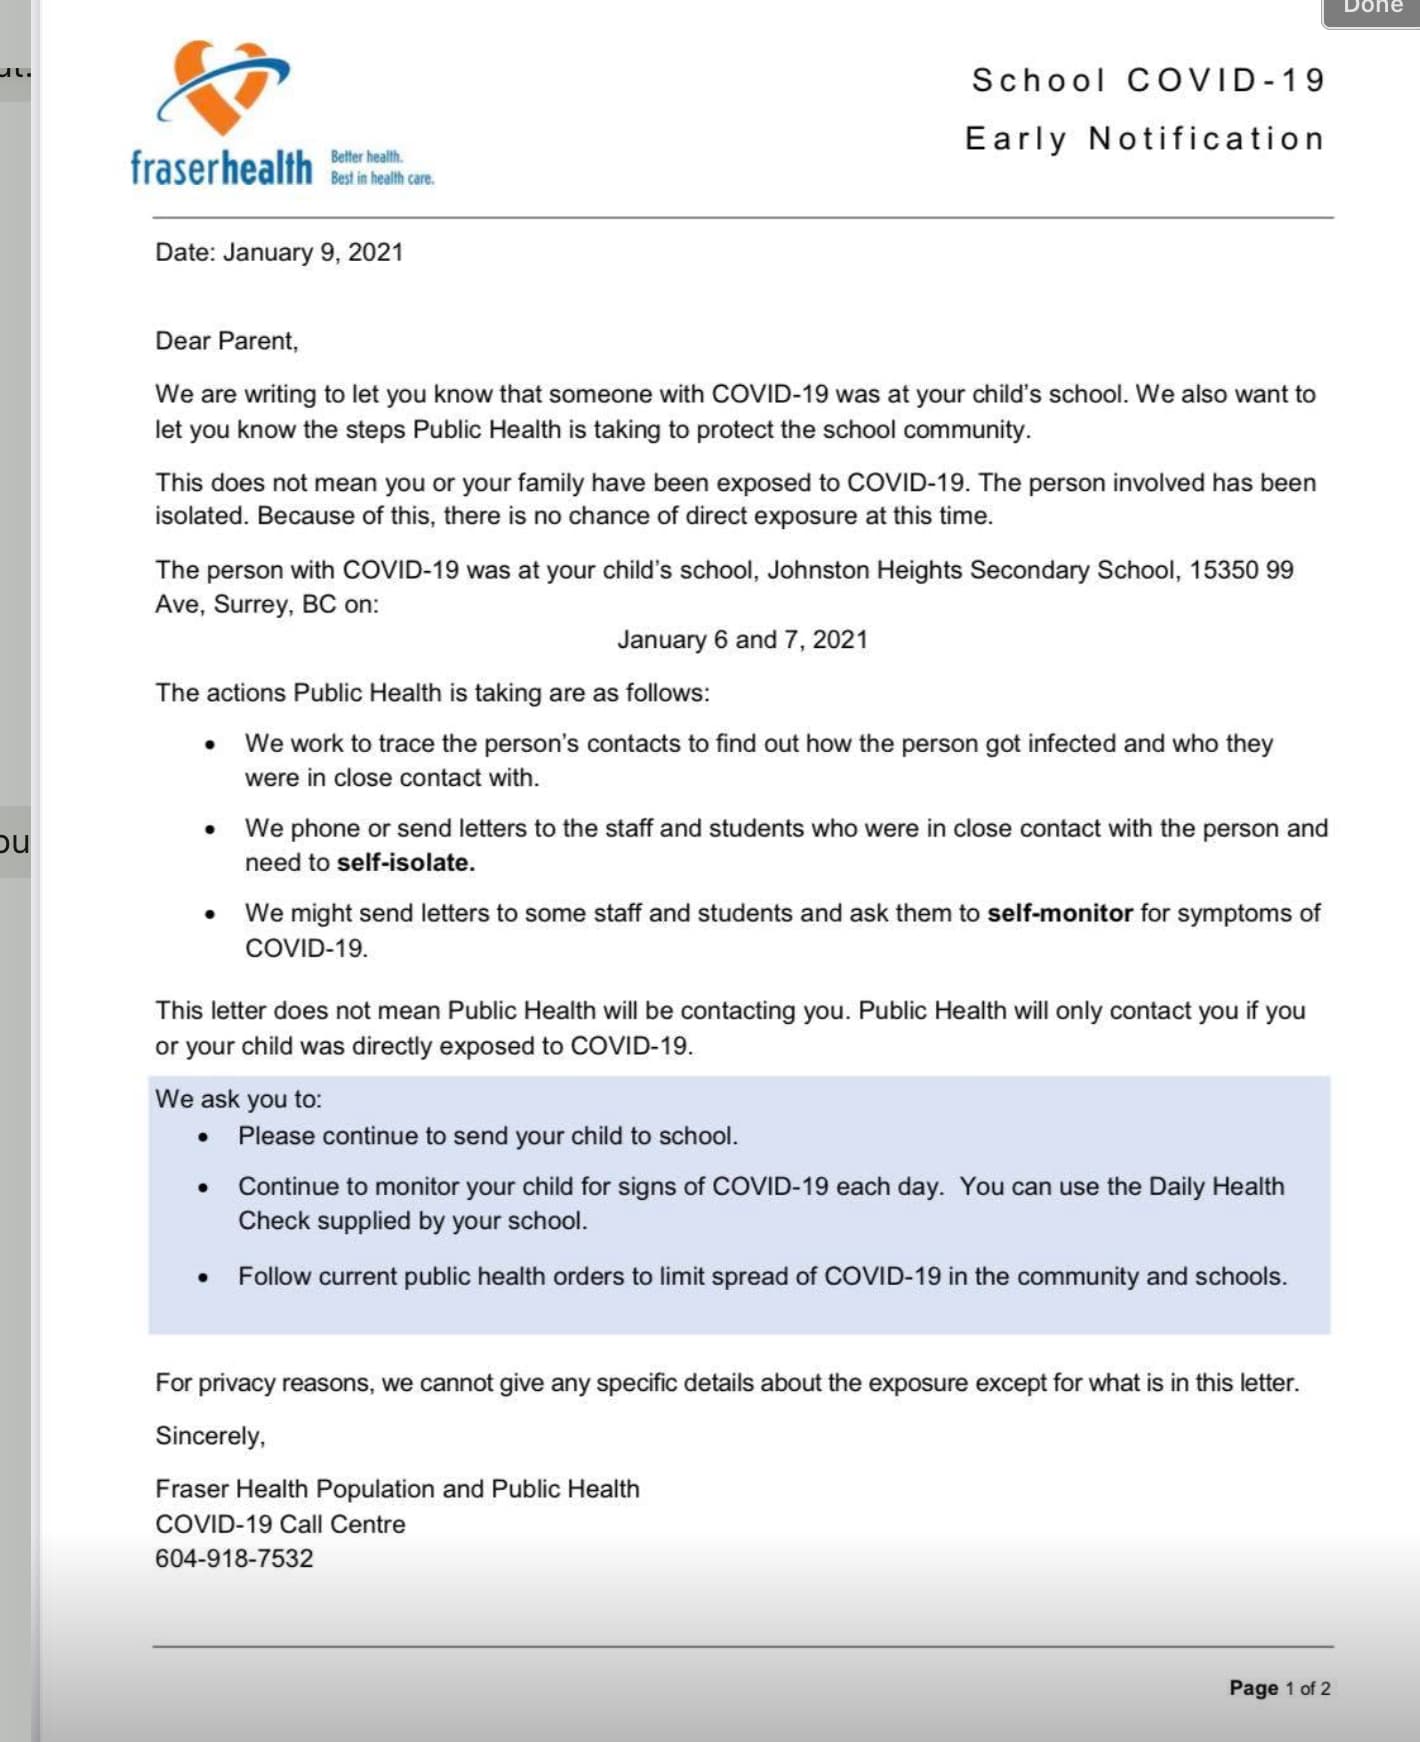 Done
School COVID-19
Early Notification
fraserhealth
Better health.
Best in health care.
Date: January 9, 2021
Dear Parent,
We are writing to let you know that someone with COVID-19 was at your child's school. We also want to
let you know the steps Public Health is taking to protect the school community.
This does not mean you or your family have been exposed to COVID-19. The person involved has been
isolated. Because of this, there is no chance of direct exposure at this time.
The person with COVID-19 was at your child's school, Johnston Heights Secondary School, 15350 99
Ave, Surrey, BC on:
January 6 and 7, 2021
The actions Public Health is taking are as follows:
• We work to trace the person's contacts to find out how the person got infected and who they
were in close contact with.
• We phone or send letters to the staff and students who were in close contact with the person and
need to self-isolate.
• We might send letters to some staff and students and ask them to self-monitor for symptoms of
COVID-19.
This letter does not mean Public Health will be contacting you. Public Health will only contact you if you
or your child was directly exposed to COVID-19.
We ask you to:
• Please continue to send your child to school.
• Continue to monitor your child for signs of COVID-19 each day. You can use the Daily Health
Check supplied by your school.
• Follow current public health orders to limit spread of COVID-19 in the community and schools.
For privacy reasons, we cannot give any specific details about the exposure except for what is in this letter.
Sincerely,
Fraser Health Population and Public Health
COVID-19 Call Centre
604-918-7532
Page 1 of 2